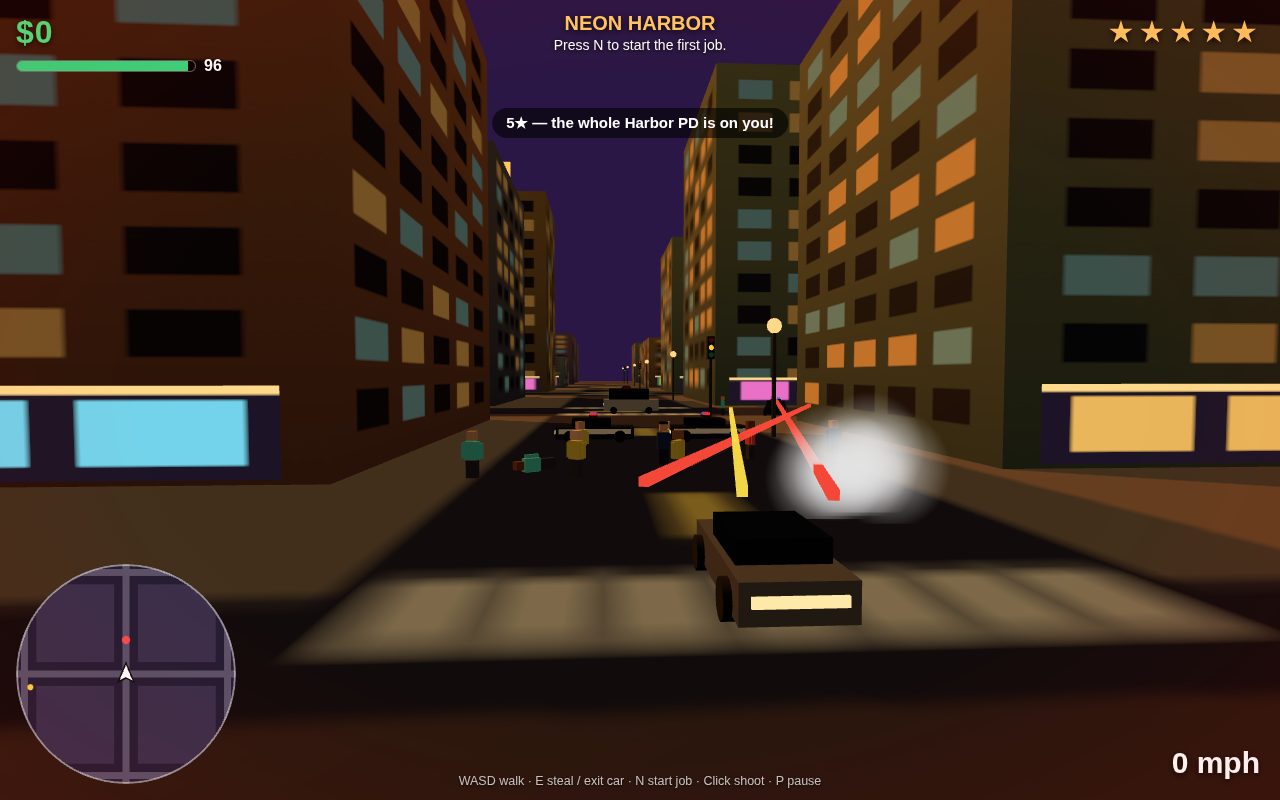 $0
NEON HARBOR
★★★★★
Press N to start the first job.
96
5★ — the whole Harbor PD is on you!
0 mph
WASD walk · E steal / exit car · N start job · Click shoot · P pause